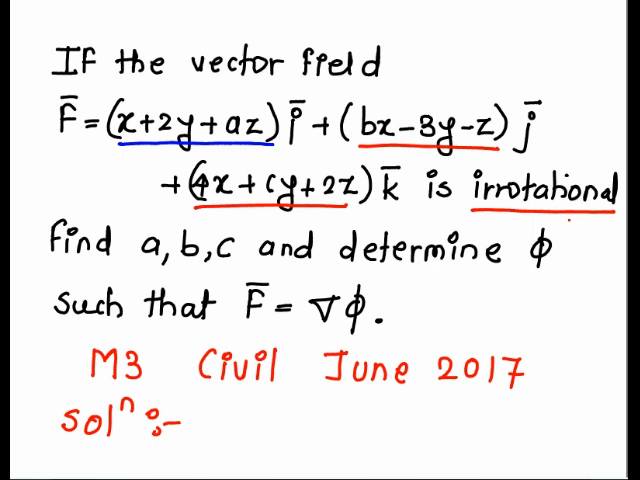 If the vector field
F̅ = (x+2y+az) i̅ + (bx-3y-z) j̅
+ (4x+cy+2z) k̅ is irrotational
find a, b, c and determine ϕ
such that F̅ = ∇ϕ.
M3 Civil June 2017
solⁿ :-